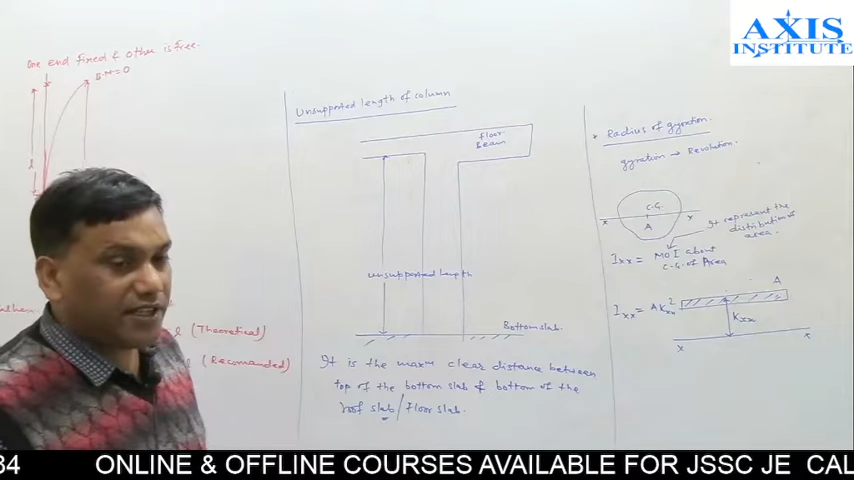 AXIS
INSTITUTE
One end fixed & other is free.
B.M = 0
l
(Theoretical)
(Recomanded)
Unsupported length of column
Floor
Beam
unsupported length
Bottom slab.
It is the maxm clear distance between
top of the bottom slab & bottom of the
roof slab/Floor slab.
* Radius of gyration.
gyration → Revolution.
C.G.
x
x
A
It represent the
distribution of
area.
Ixx = MOI about
C.G. of Area
A
Ixx = AKxx²
Kxx
x
x
34 ONLINE & OFFLINE COURSES AVAILABLE FOR JSSC JE CAL